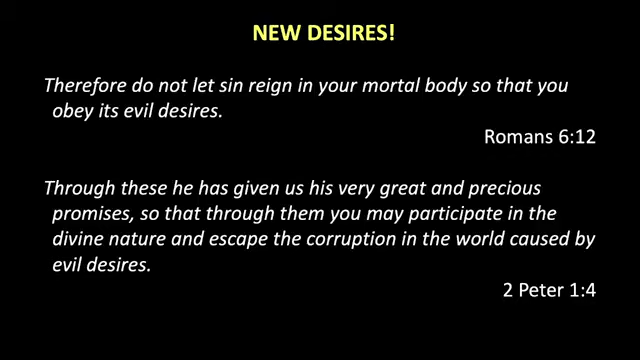 NEW DESIRES!
Therefore do not let sin reign in your mortal body so that you
obey its evil desires.
Romans 6:12
Through these he has given us his very great and precious
promises, so that through them you may participate in the
divine nature and escape the corruption in the world caused by
evil desires.
2 Peter 1:4